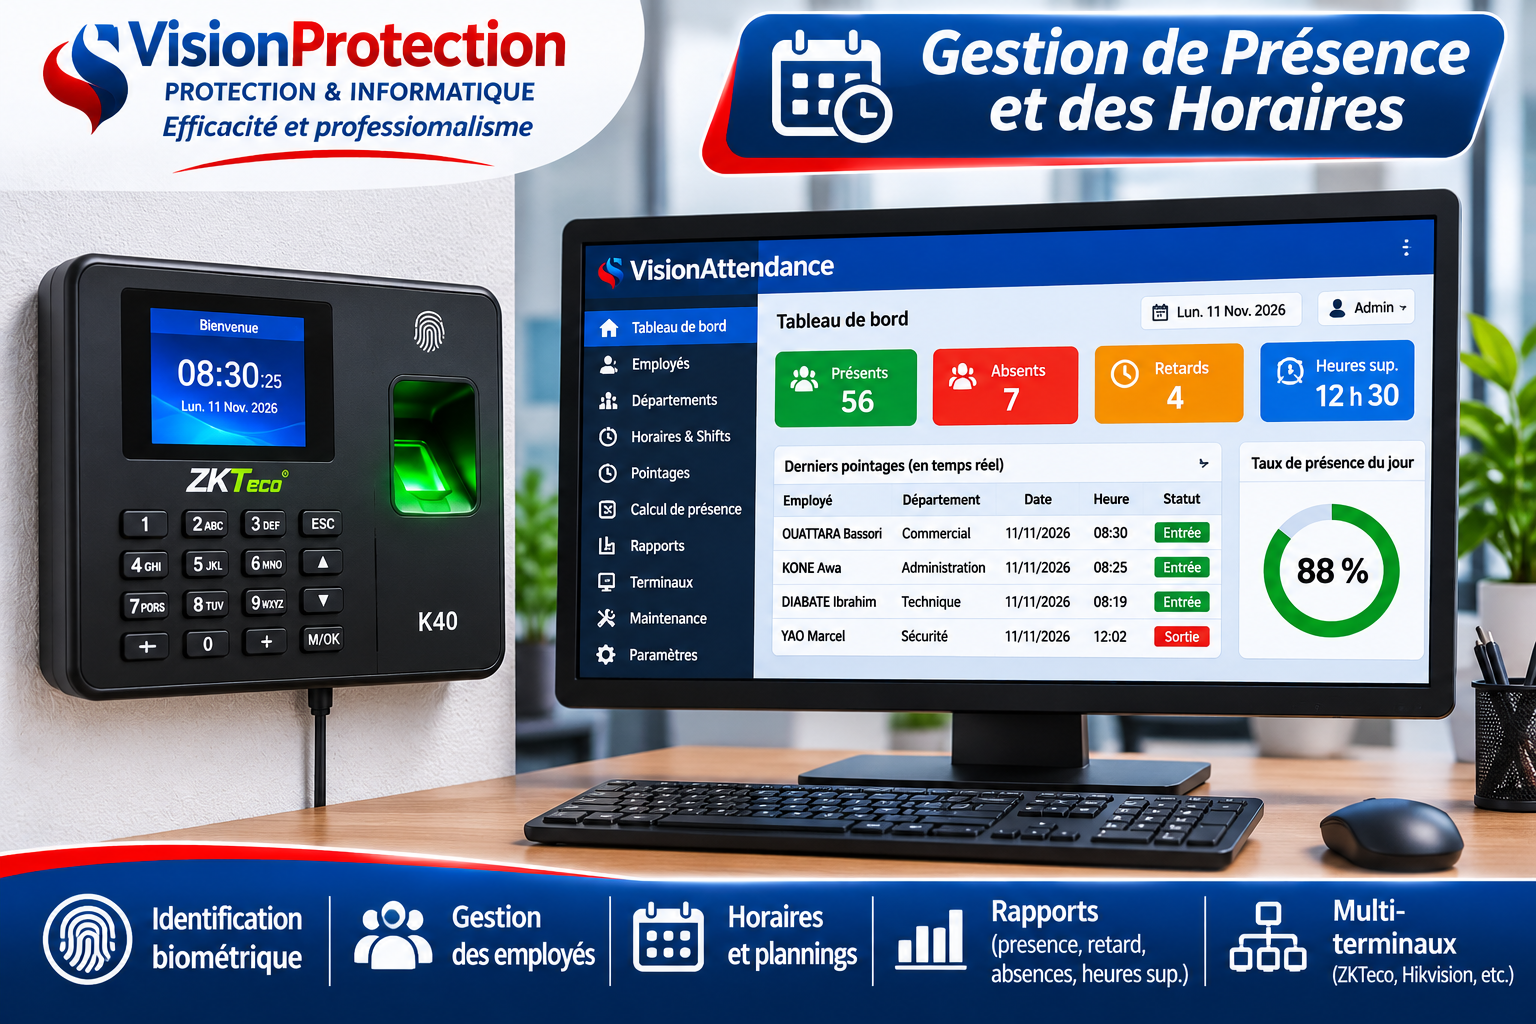 VisionProtection
PROTECTION & INFORMATIQUE
Efficacité et professiomalisme
Gestion de Présence
et des Horaires
Bienvenue
08:30:25
Lun. 11 Nov. 2026
ZKTeco
1 2 ABC 3 DEF ESC
4 GHI 5 JKL 6 MNO
7 PORS 8 TUV 9 WXYZ
0 M/OK
K40
VisionAttendance
Tableau de bord
Employés
Départements
Horaires & Shifts
Pointages
Calcul de présence
Rapports
Terminaux
Maintenance
Paramètres
Tableau de bord
Lun. 11 Nov. 2026
Admin
Présents
56
Absents
7
Retards
4
Heures sup.
12 h 30
Derniers pointages (en temps réel)
Employé Département Date Heure Statut
OUATTARA Bassori Commercial 11/11/2026 08:30 Entrée
KONE Awa Administration 11/11/2026 08:25 Entrée
DIABATE Ibrahim Technique 11/11/2026 08:19 Entrée
YAO Marcel Sécurité 11/11/2026 12:02 Sortie
Taux de présence du jour
88 %
Identification
biométrique
Gestion
des employés
Horaires
et plannings
Rapports
(presence, retard,
absences, heures sup.)
Multi-
terminaux
(ZKTeco, Hikvision, etc.)